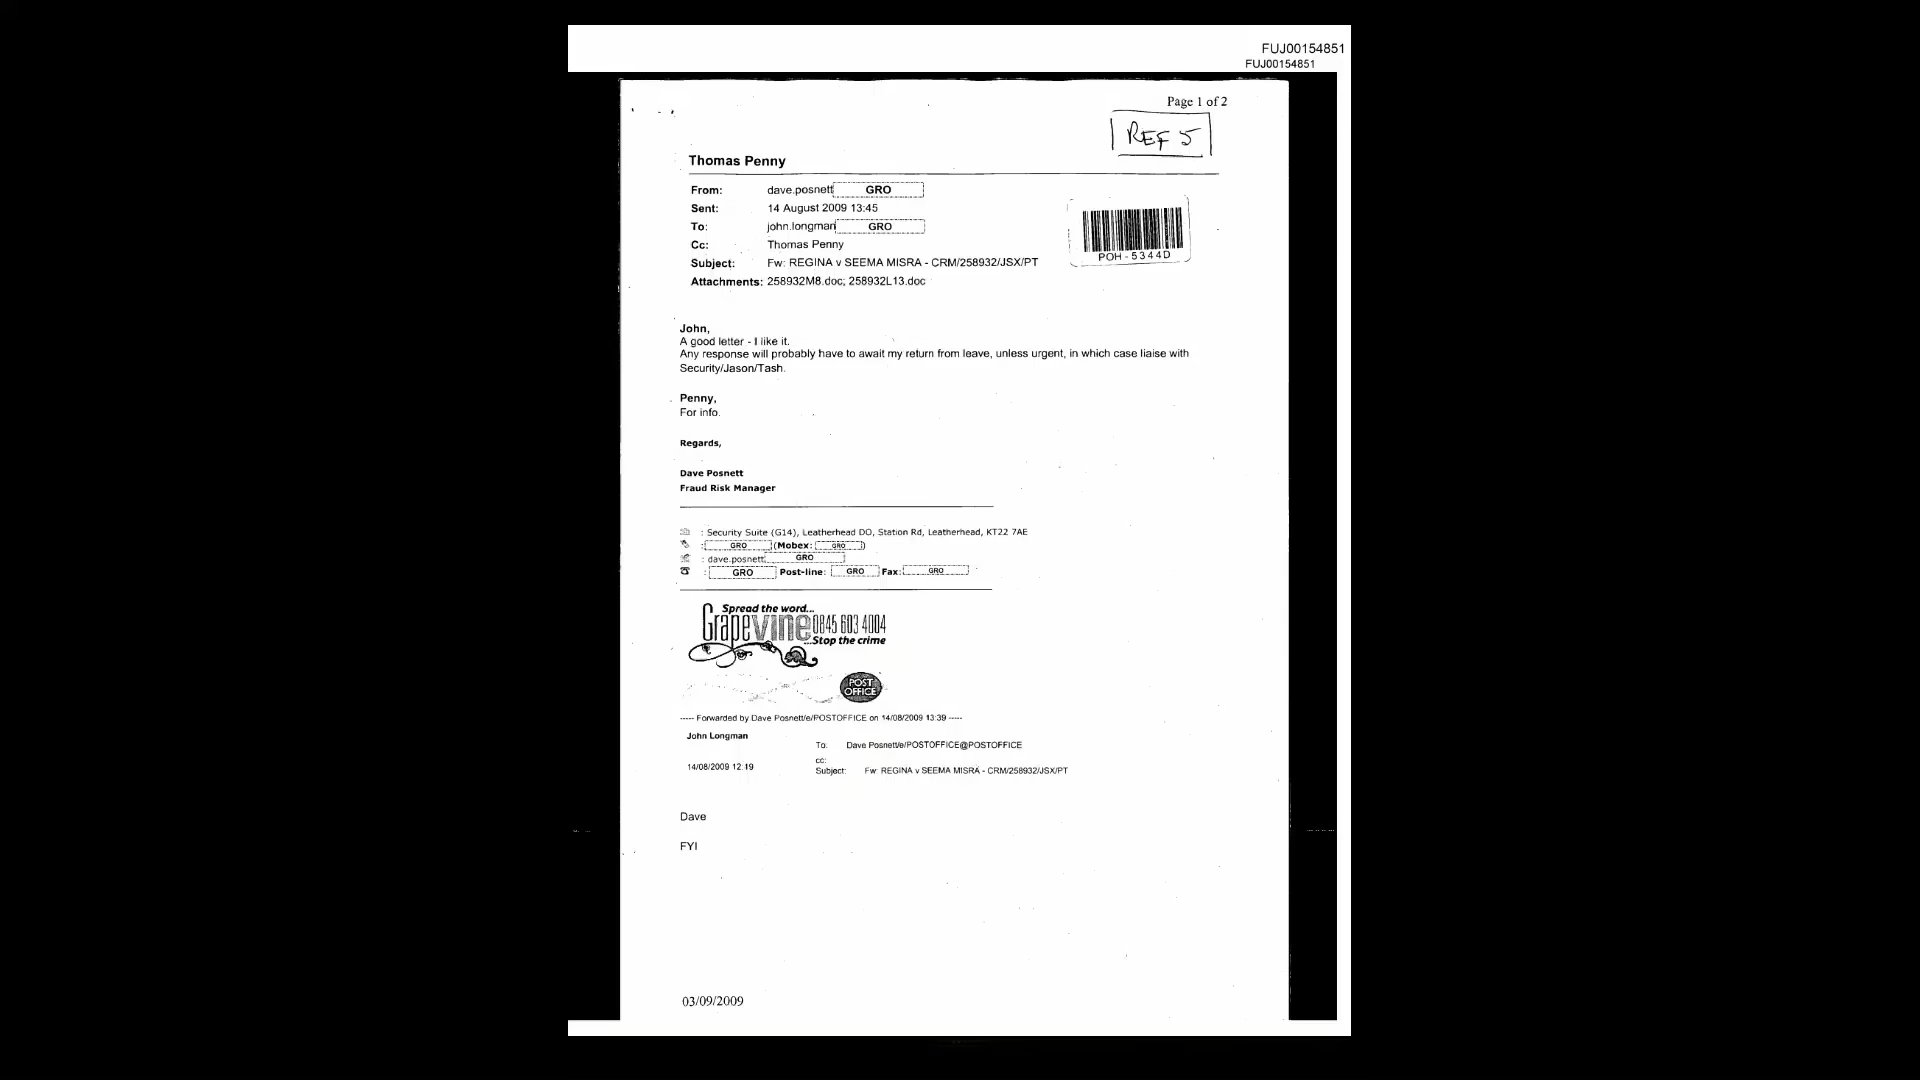 FUJ00154851
FUJ00154851
Page 1 of 2
REF 5
Thomas Penny
From: dave.posnett GRO
Sent: 14 August 2009 13:45
To: john.longman GRO
Cc: Thomas Penny
Subject: Fw: REGINA v SEEMA MISRA - CRM/258932/JSX/PT
Attachments: 258932M8.doc; 258932L13.doc
POH - 5344D
John,
A good letter - I like it.
Any response will probably have to await my return from leave, unless urgent, in which case liaise with
Security/Jason/Tash.
Penny,
For info.
Regards,
Dave Posnett
Fraud Risk Manager
: Security Suite (G14), Leatherhead DO, Station Rd, Leatherhead, KT22 7AE
: GRO (Mobex: GRO)
: dave.posnett GRO
: GRO Post-line: GRO Fax: GRO
Spread the word...
Grapevine 0845 603 4004
...Stop the crime
POST
OFFICE
----- Forwarded by Dave Posnett/e/POSTOFFICE on 14/08/2009 13:39 -----
John Longman
To: Dave Posnett/e/POSTOFFICE@POSTOFFICE
cc:
14/08/2009 12:19
Subject: Fw: REGINA v SEEMA MISRA - CRM/258932/JSX/PT
Dave
FYI
03/09/2009